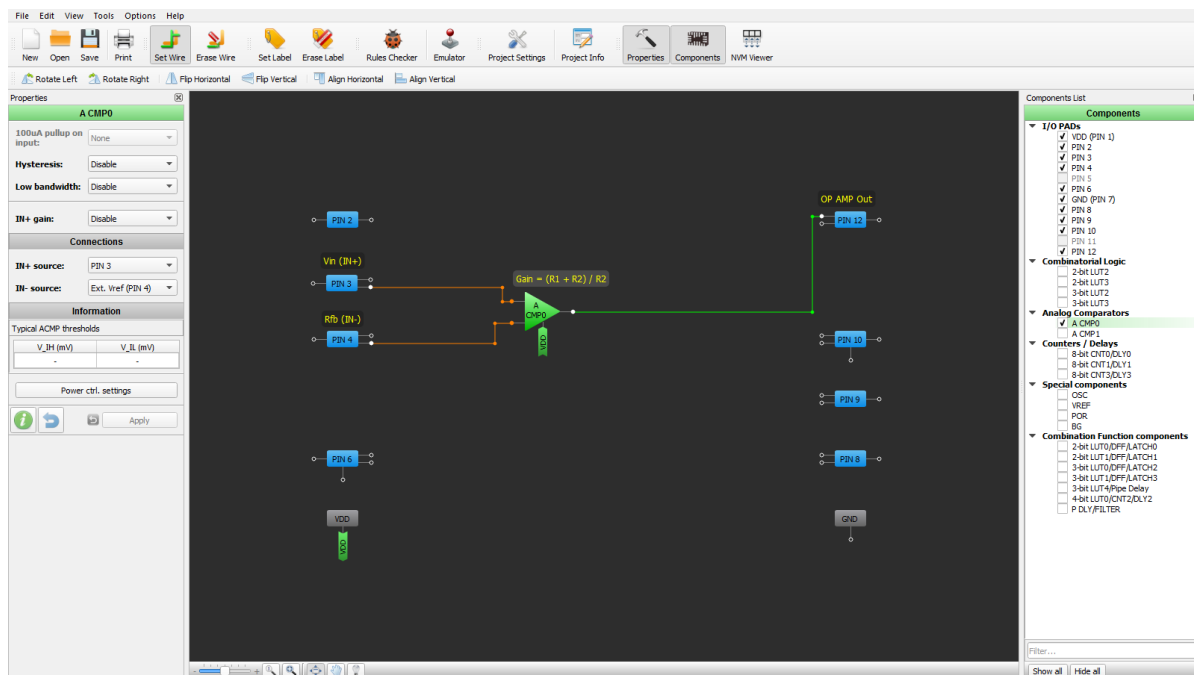 File Edit View Tools Options Help
New Open Save Print Set Wire Erase Wire Set Label Erase Label Rules Checker Emulator Project Settings Project Info Properties Components NVM Viewer
Rotate Left Rotate Right Flip Horizontal Flip Vertical Align Horizontal Align Vertical
Properties
A CMP0
100uA pullup on input: None
Hysteresis: Disable
Low bandwidth: Disable
IN+ gain: Disable
Connections
IN+ source: PIN 3
IN- source: Ext. Vref (PIN 4)
Information
Typical ACMP thresholds
V_IH (mV) V_IL (mV)
- -
Power ctrl. settings
Apply
OP AMP Out
PIN 2
PIN 12
Vin (IN+)
PIN 3
Gain = (R1 + R2) / R2
A CMP0
VDD
Rfb (IN-)
PIN 4
PIN 10
PIN 9
PIN 6
PIN 8
VDD
GND
VDD
Components List
Components
I/O PADs
VDD (PIN 1)
PIN 2
PIN 3
PIN 4
PIN 5
PIN 6
GND (PIN 7)
PIN 8
PIN 9
PIN 10
PIN 11
PIN 12
Combinatorial Logic
2-bit LUT2
2-bit LUT3
3-bit LUT2
3-bit LUT3
Analog Comparators
A CMP0
A CMP1
Counters / Delays
8-bit CNT0/DLY0
8-bit CNT1/DLY1
8-bit CNT3/DLY3
Special components
OSC
VREF
POR
BG
Combination Function components
2-bit LUT0/DFF/LATCH0
2-bit LUT1/DFF/LATCH1
3-bit LUT0/DFF/LATCH2
3-bit LUT1/DFF/LATCH3
3-bit LUT4/Pipe Delay
4-bit LUT0/CNT2/DLY2
P DLY/FILTER
Filter...
Show all Hide all